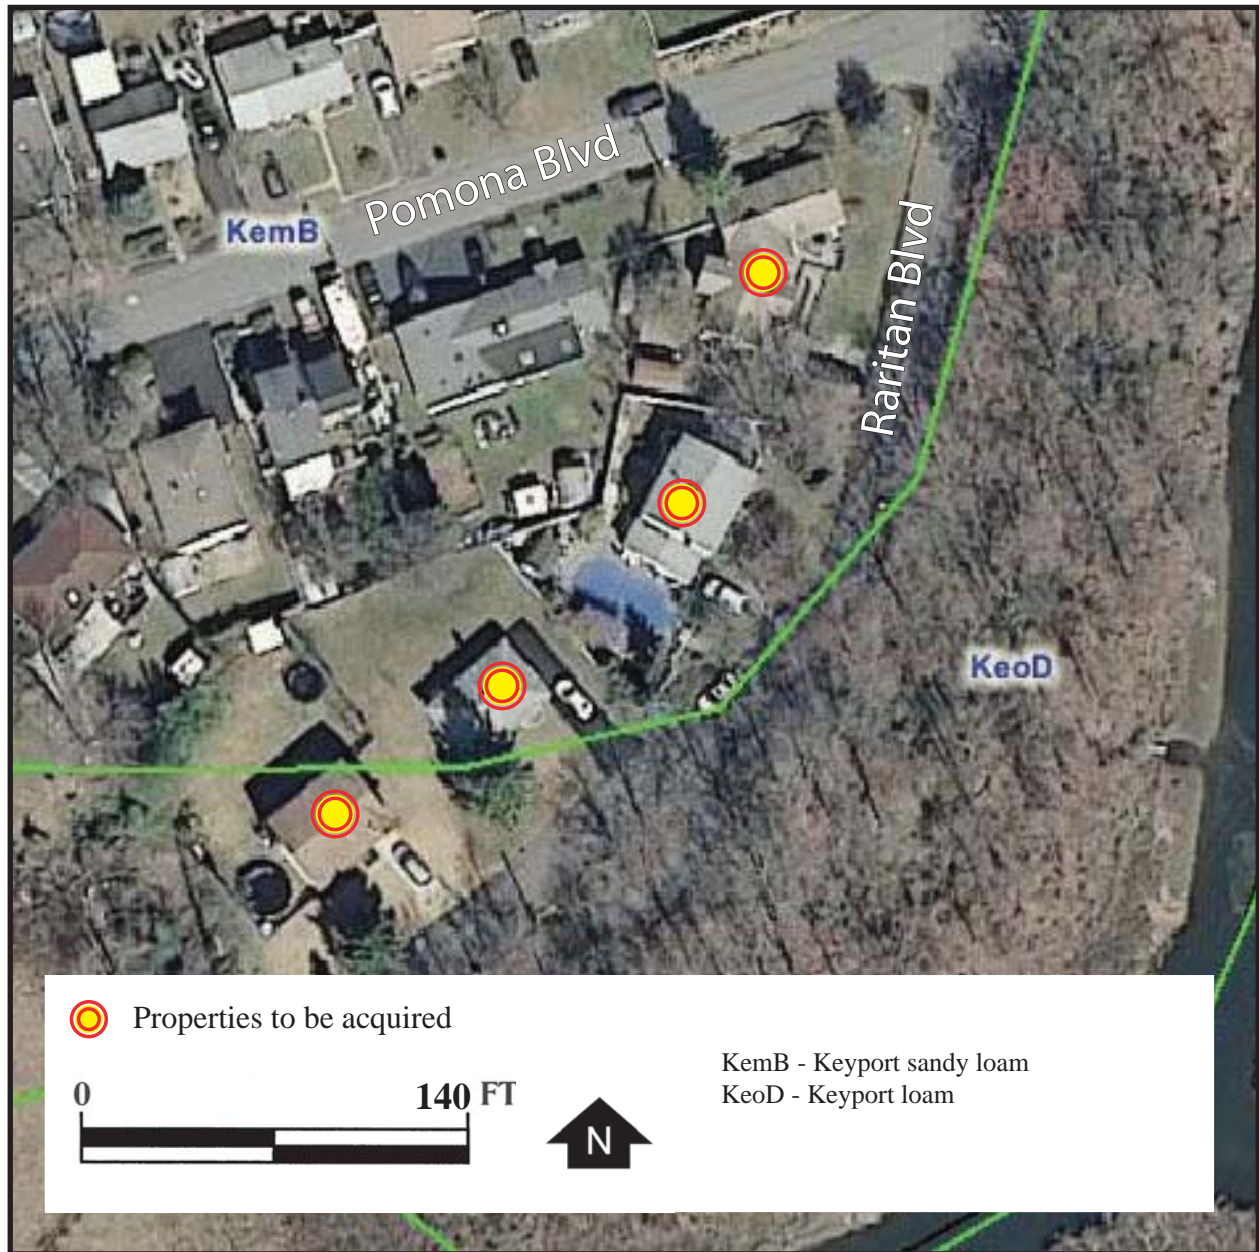 Pomona Blvd
KemB
Raritan Blvd
KeoD
Properties to be acquired
0 140 FT
N
KemB - Keyport sandy loam
KeoD - Keyport loam